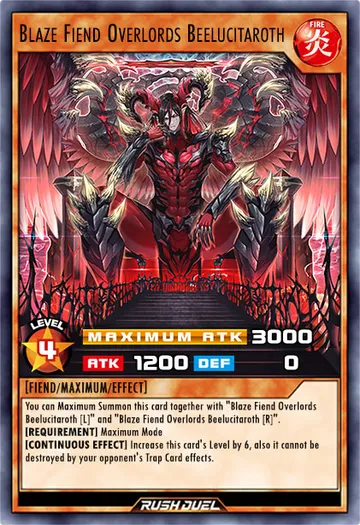 Blaze Fiend Overlords Beelucitaroth
FIRE
炎
LEVEL
4
MAXIMUM ATK 3000
ATK 1200 DEF 0
[FIEND/MAXIMUM/EFFECT]
You can Maximum Summon this card together with "Blaze Fiend Overlords
Beelucitaroth [L]" and "Blaze Fiend Overlords Beelucitaroth [R]".
[REQUIREMENT] Maximum Mode
[CONTINUOUS EFFECT] Increase this card's Level by 6, also it cannot be
destroyed by your opponent's Trap Card effects.
RUSH DUEL